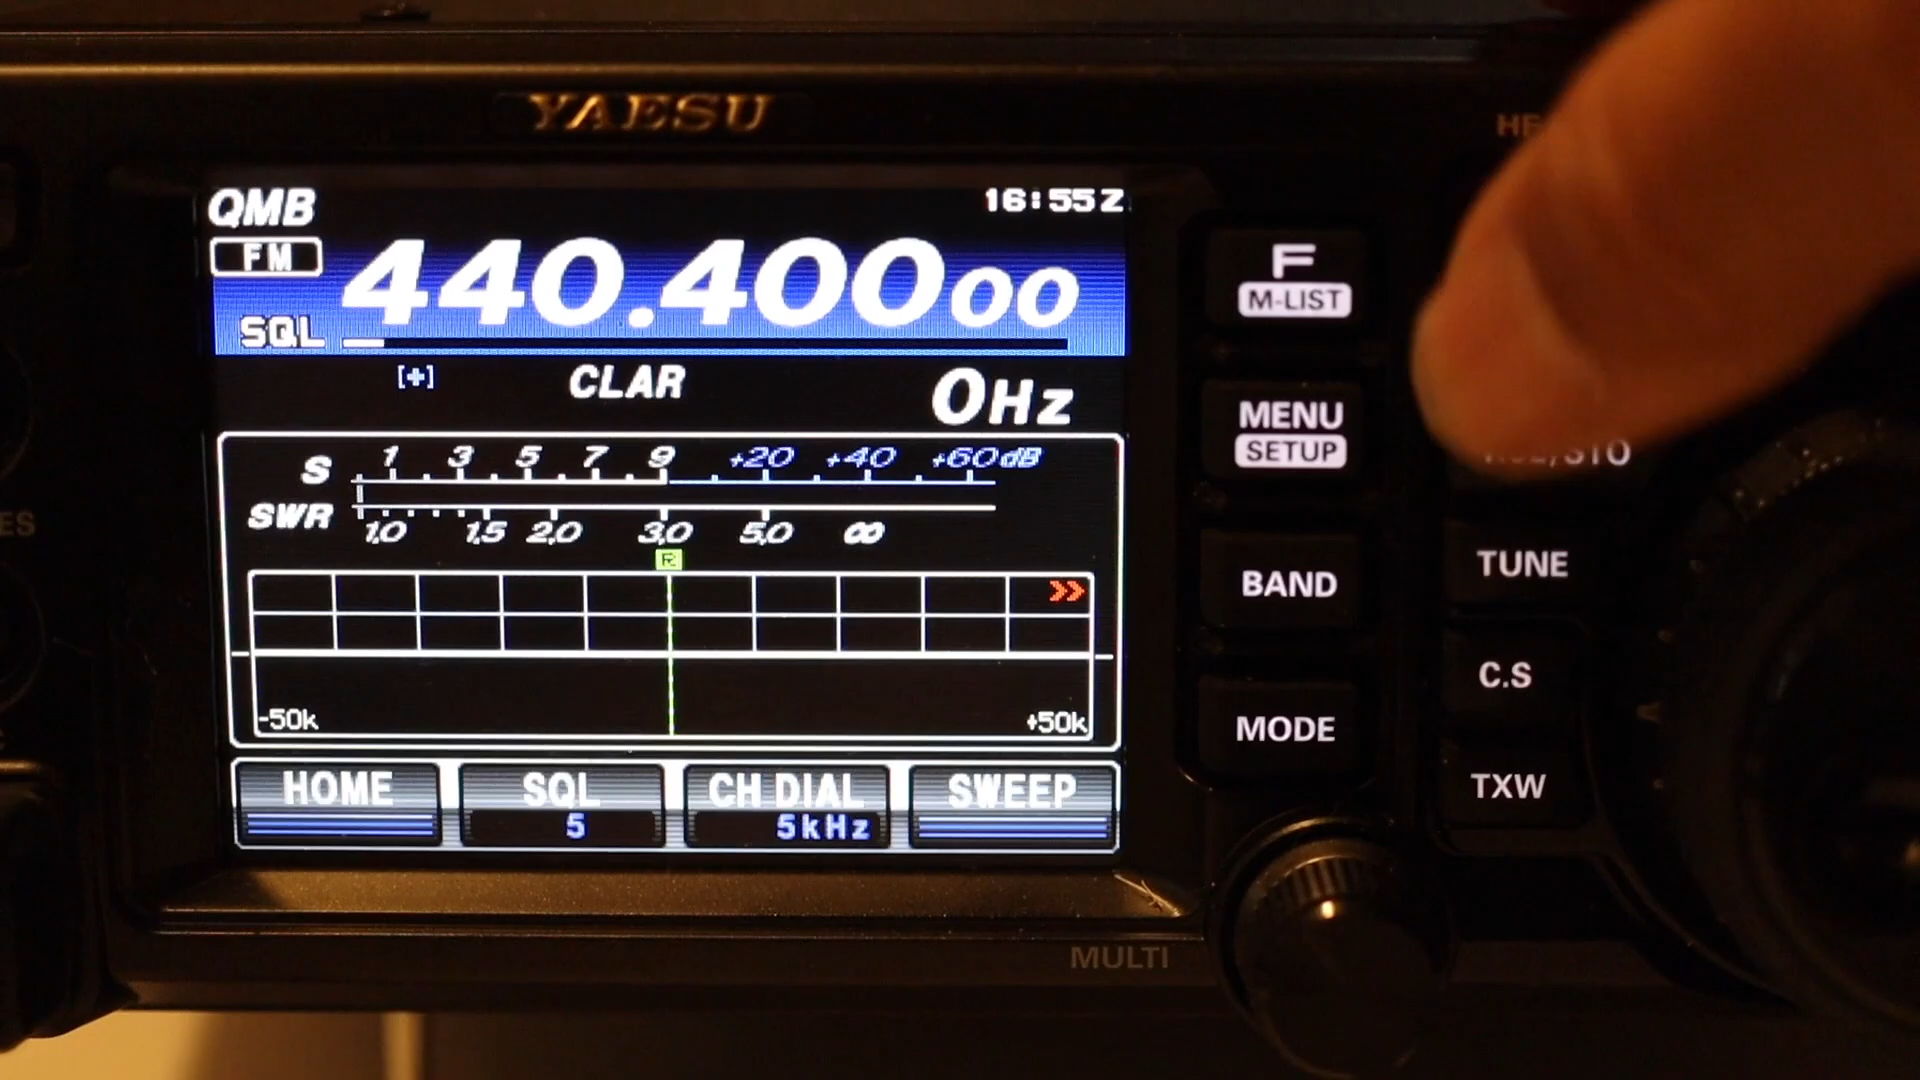 YAESU
HF
QMB
16:55Z
FM
440.40000
SQL
[+]
CLAR
0Hz
S 1 3 5 7 9 +20 +40 +60dB
SWR 1.0 1.5 2.0 3.0 5.0 ∞
R
>>
-50k
+50k
HOME
SQL
5
CH DIAL
5kHz
SWEEP
F
M-LIST
MENU
SETUP
BAND
MODE
TUNE
C.S
TXW
MULTI